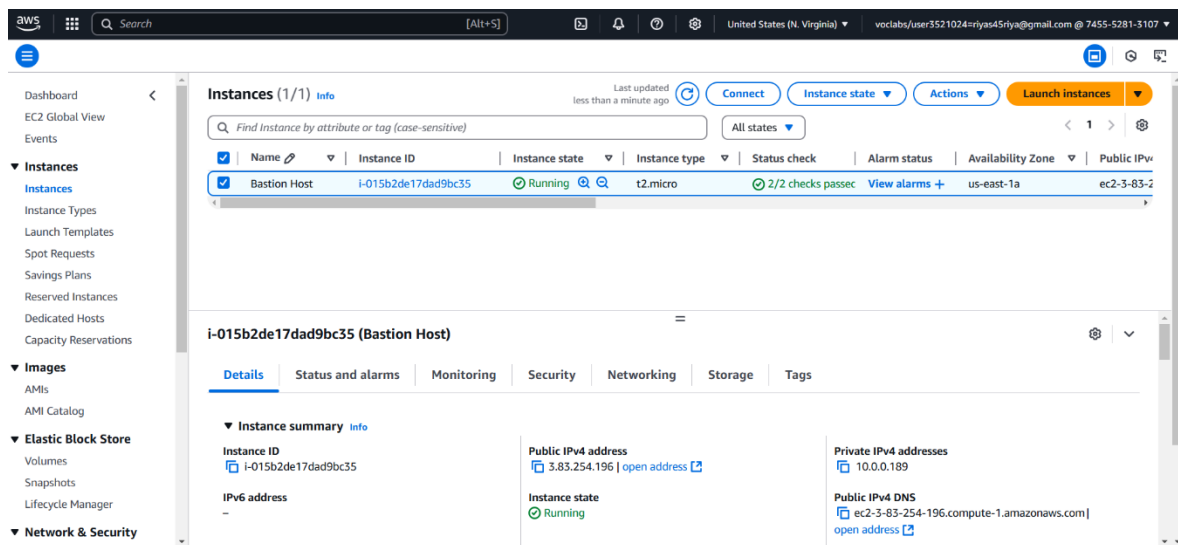 aws Search [Alt+S] United States (N. Virginia) ▼ voclabs/user3521024=riyas45riya@gmail.com @ 7455-5281-3107 ▼
Dashboard
EC2 Global View
Events
▼ Instances
Instances
Instance Types
Launch Templates
Spot Requests
Savings Plans
Reserved Instances
Dedicated Hosts
Capacity Reservations
▼ Images
AMIs
AMI Catalog
▼ Elastic Block Store
Volumes
Snapshots
Lifecycle Manager
▼ Network & Security
Instances (1/1) Info
Last updated
less than a minute ago
Connect Instance state ▼ Actions ▼ Launch instances ▼
Find Instance by attribute or tag (case-sensitive) All states ▼ < 1 >
Name Instance ID Instance state Instance type Status check Alarm status Availability Zone Public IPv4
Bastion Host i-015b2de17dad9bc35 Running t2.micro 2/2 checks passec View alarms + us-east-1a ec2-3-83-2
i-015b2de17dad9bc35 (Bastion Host)
Details Status and alarms Monitoring Security Networking Storage Tags
▼ Instance summary Info
Instance ID
i-015b2de17dad9bc35
Public IPv4 address
3.83.254.196 | open address
Private IPv4 addresses
10.0.0.189
IPv6 address
–
Instance state
Running
Public IPv4 DNS
ec2-3-83-254-196.compute-1.amazonaws.com |
open address